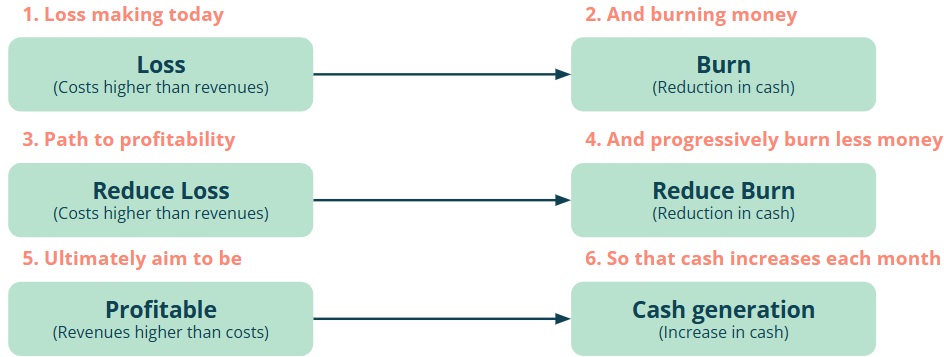 1. Loss making today
2. And burning money
Loss
(Costs higher than revenues)
Burn
(Reduction in cash)
3. Path to profitability
4. And progressively burn less money
Reduce Loss
(Costs higher than revenues)
Reduce Burn
(Reduction in cash)
5. Ultimately aim to be
6. So that cash increases each month
Profitable
(Revenues higher than costs)
Cash generation
(Increase in cash)